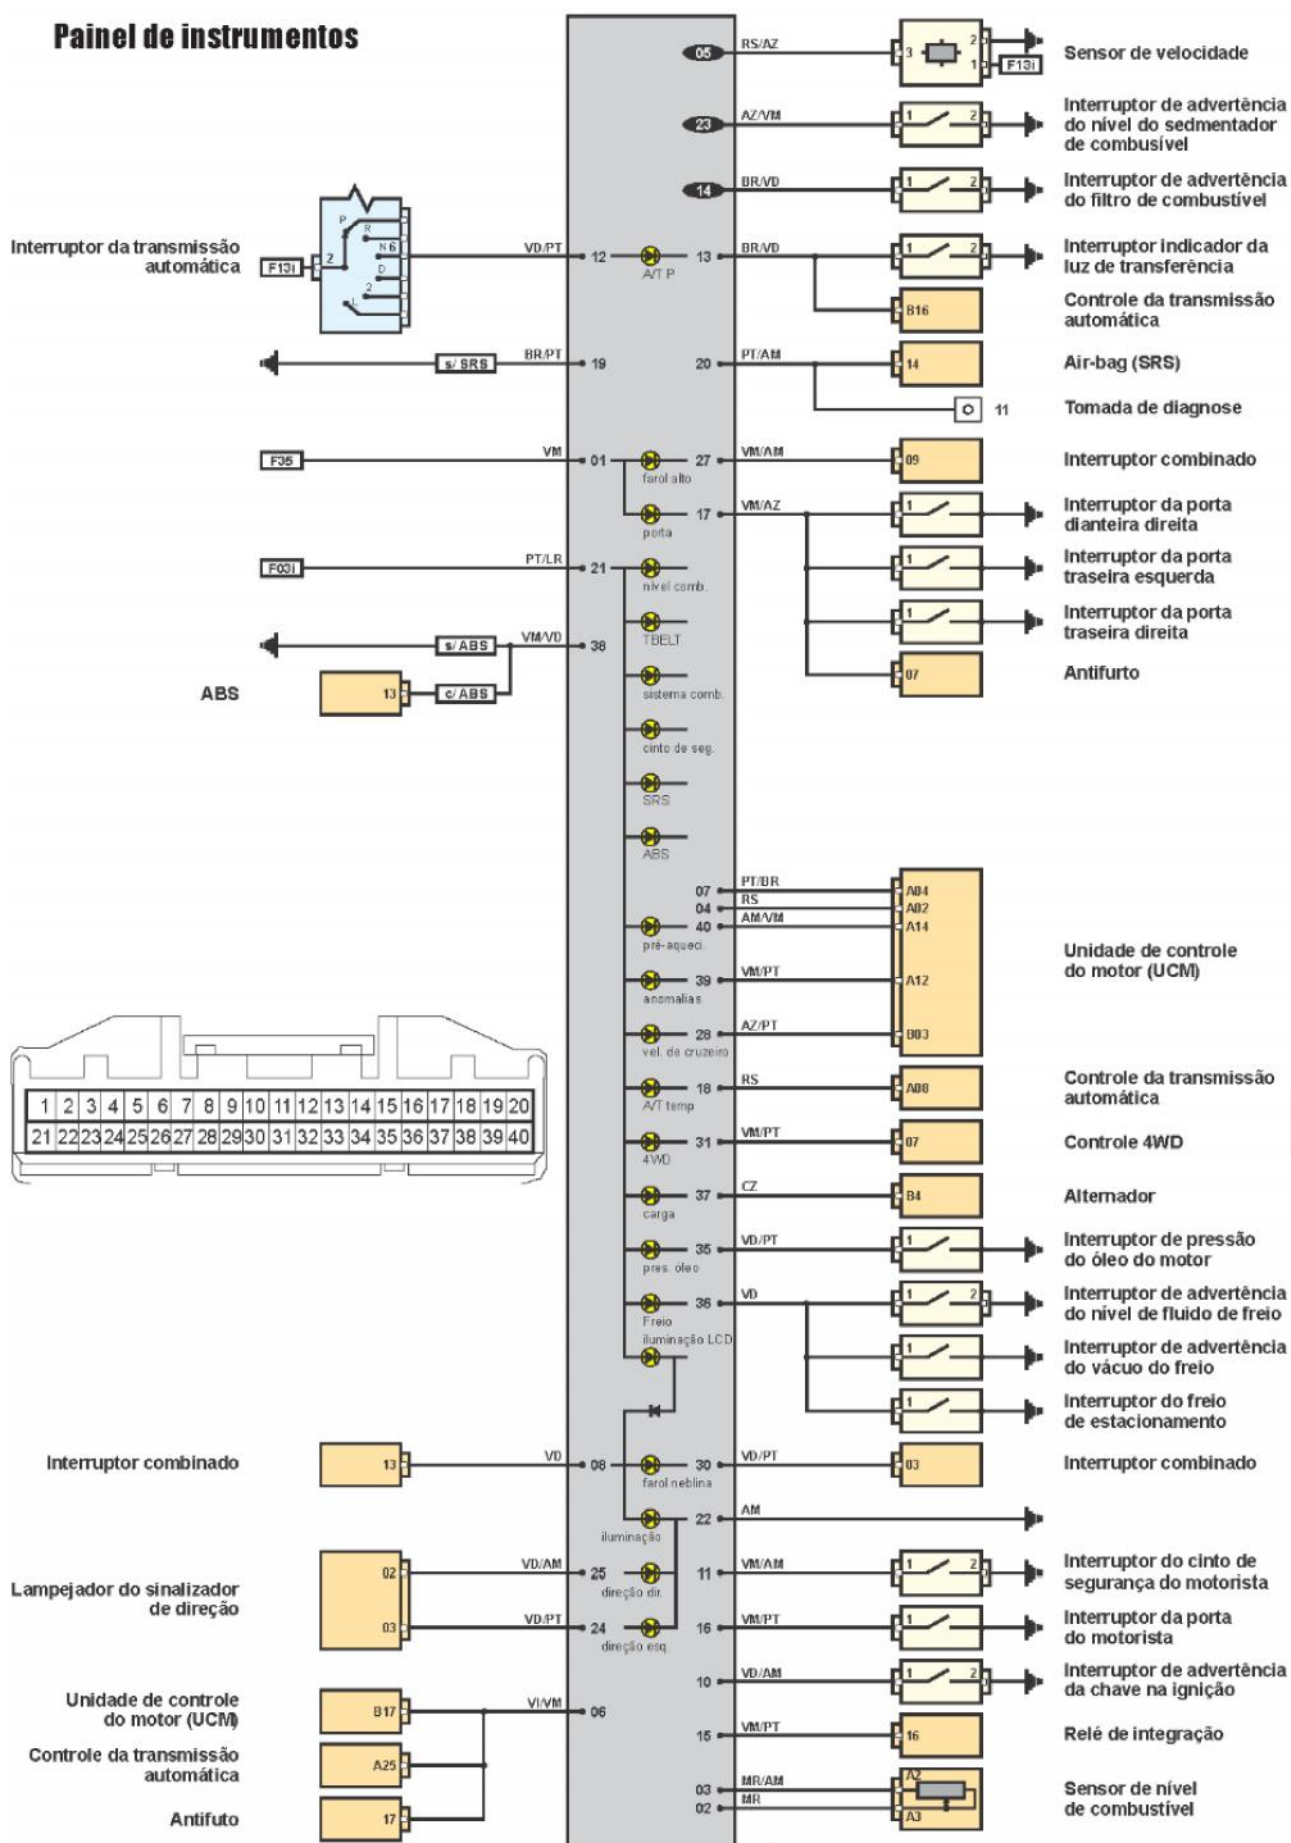 Painel de instrumentos
05 RS/AZ 3 2 1 F13i Sensor de velocidade
23 AZ/VM 1 2 Interruptor de advertência
do nível do sedmentador
de combusível
14 BR/VD 1 2 Interruptor de advertência
do filtro de combustível
Interruptor da transmissão
automática
F13i 2 P R N 6 D 2 L VD/PT 12 A/T P 13 BR/VD 1 2 Interruptor indicador da
luz de transferência
B16 Controle da transmissão
automática
s/ SRS BR/PT 19 20 PT/AM 14 Air-bag (SRS)
11 Tomada de diagnose
F35 VM 01 farol alto 27 VM/AM 09 Interruptor combinado
porta 17 VM/AZ 1 Interruptor da porta
dianteira direita
F03i PT/LR 21 nível comb. 1 Interruptor da porta
traseira esquerda
TBELT 1 Interruptor da porta
traseira direita
s/ ABS VM/VD 38
ABS 13 c/ ABS sistema comb. 07 Antifurto
cinto de seg.
SRS
ABS
07 PT/BR A04
04 RS A02
pré-aqueci. 40 AM/VM A14
Unidade de controle
do motor (UCM)
anomalias 39 VM/PT A12
vel. de cruzeiro 28 AZ/PT B03
1 2 3 4 5 6 7 8 9 10 11 12 13 14 15 16 17 18 19 20
21 22 23 24 25 26 27 28 29 30 31 32 33 34 35 36 37 38 39 40
A/T temp 18 RS A08 Controle da transmissão
automática
4WD 31 VM/PT 07 Controle 4WD
carga 37 CZ B4 Alternador
pres. óleo 35 VD/PT 1 Interruptor de pressão
do óleo do motor
Freio 36 VD 1 2 Interruptor de advertência
do nível de fluido de freio
iluminação LCD 1 Interruptor de advertência
do vácuo do freio
1 Interruptor do freio
de estacionamento
Interruptor combinado 13 VD 08 farol neblina 30 VD/PT 03 Interruptor combinado
iluminação 22 AM
Lampejador do sinalizador
de direção
02 VD/AM 25 direção dir. 11 VM/AM 1 2 Interruptor do cinto de
segurança do motorista
03 VD/PT 24 direção esq 16 VM/PT 1 Interruptor da porta
do motorista
10 VD/AM 1 2 Interruptor de advertência
da chave na ignição
Unidade de controle
do motor (UCM)
B17 VI/VM 06
15 VM/PT 16 Relé de integração
Controle da transmissão
automática
A25
03 MR/AM A2 Sensor de nível
de combustível
02 MR A3
Antifuto 17